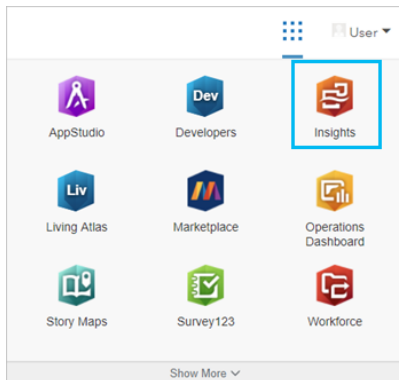 User
AppStudio
Dev
Developers
Insights
Liv
Living Atlas
Marketplace
Operations
Dashboard
Story Maps
Survey123
Workforce
Show More